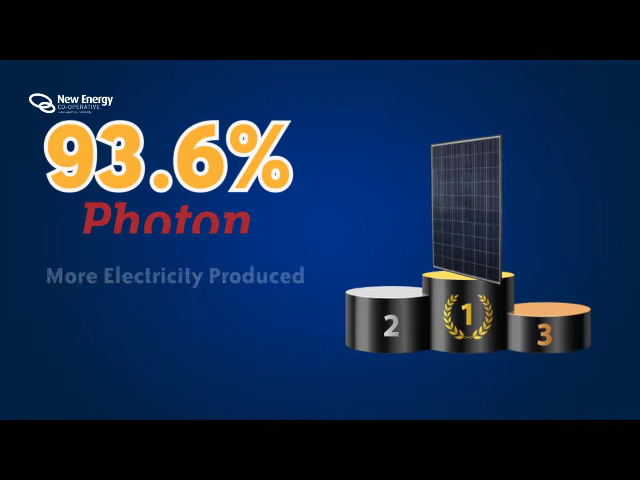 New Energy
CO-OPERATIVE
93.6%
Photon
More Electricity Produced
1
2
3